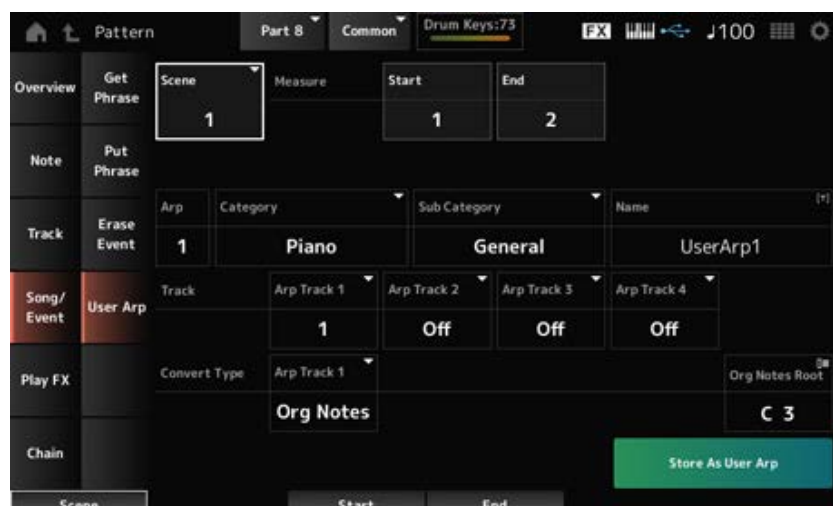 Pattern
Part 8
Common
Drum Keys:73
FX
♩100
Overview
Note
Track
Song/
Event
Play FX
Chain
Get
Phrase
Put
Phrase
Erase
Event
User Arp
Scene
1
Measure
Start
1
End
2
Arp
1
Category
Piano
Sub Category
General
Name
[T]
UserArp1
Track
Arp Track 1
1
Arp Track 2
Off
Arp Track 3
Off
Arp Track 4
Off
Convert Type
Arp Track 1
Org Notes
Org Notes Root
C 3
Store As User Arp
Scene
Start
End